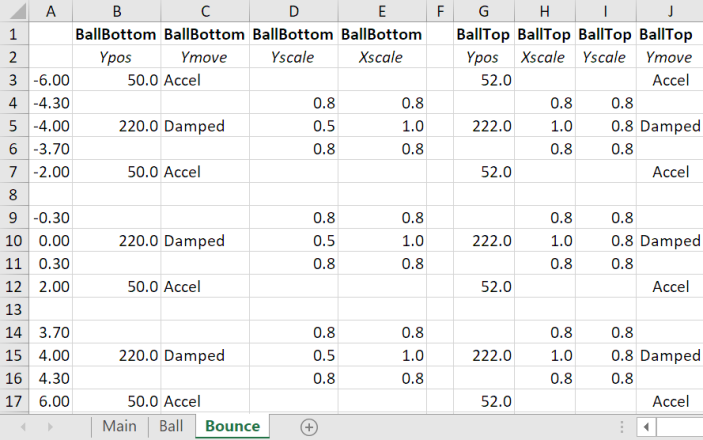 A B C D E F G H I J
1 BallBottom BallBottom BallBottom BallBottom BallTop BallTop BallTop BallTop
2 Ypos Ymove Yscale Xscale Ypos Xscale Yscale Ymove
3 -6.00 50.0 Accel 52.0 Accel
4 -4.30 0.8 0.8 0.8 0.8
5 -4.00 220.0 Damped 0.5 1.0 222.0 1.0 0.8 Damped
6 -3.70 0.8 0.8 0.8 0.8
7 -2.00 50.0 Accel 52.0 Accel
8
9 -0.30 0.8 0.8 0.8 0.8
10 0.00 220.0 Damped 0.5 1.0 222.0 1.0 0.8 Damped
11 0.30 0.8 0.8 0.8 0.8
12 2.00 50.0 Accel 52.0 Accel
13
14 3.70 0.8 0.8 0.8 0.8
15 4.00 220.0 Damped 0.5 1.0 222.0 1.0 0.8 Damped
16 4.30 0.8 0.8 0.8 0.8
17 6.00 50.0 Accel 52.0 Accel
Main Ball Bounce